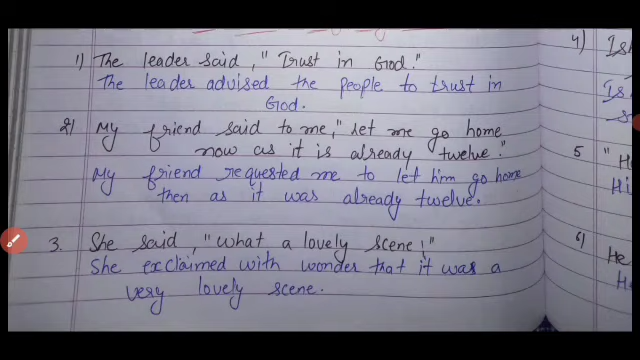 1) The leader said, "Trust in God."
The leader advised the people to trust in
God.
2) My friend said to me, "Let me go home
now as it is already twelve."
My friend requested me to let him go home
then as it was already twelve.
3. She said, "What a lovely scene!"
She exclaimed with wonder that it was a
very lovely scene.
4)
5 "H
Hi
6) He